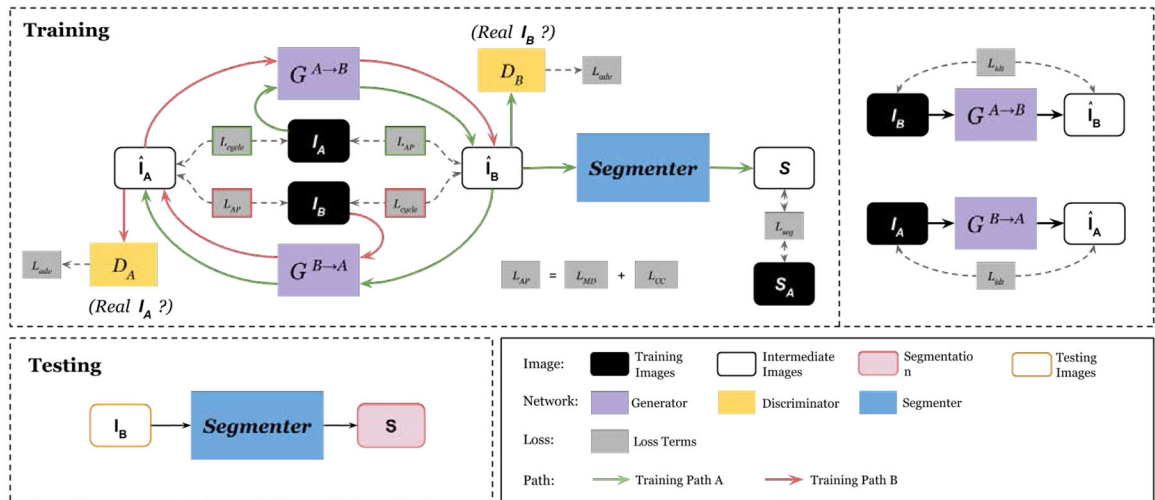 Training
(Real I_B ?)
G^{A→B}
D_B
L_adv
L_cycle
I_A
L_AP
Î_A
Î_B
Segmenter
S
L_AP
I_B
L_cycle
L_seg
L_adv
D_A
G^{B→A}
L_AP = L_MD + L_CC
S_A
(Real I_A ?)
L_idt
I_B
G^{A→B}
Î_B
I_A
G^{B→A}
Î_A
L_idt
Testing
I_B
Segmenter
S
Image:
Training
Images
Intermediate
Images
Segmentatio
n
Testing
Images
Network:
Generator
Discriminator
Segmenter
Loss:
Loss Terms
Path:
Training Path A
Training Path B